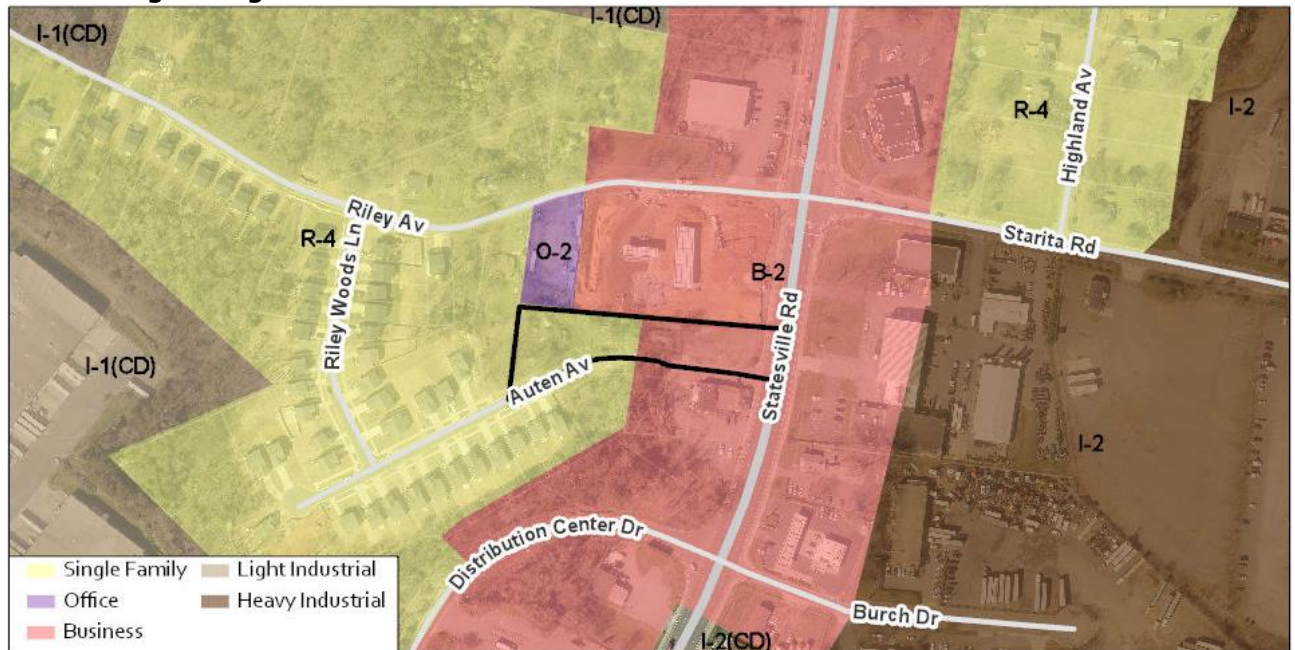 I-1(CD)
I-1(CD)
R-4
Highland Av
I-2
Riley Av
R-4
Riley Woods Ln
O-2
B-2
Starita Rd
Statesville Rd
I-1(CD)
Auten Av
I-2
Distribution Center Dr
Burch Dr
I-2(CD)
Single Family
Light Industrial
Office
Heavy Industrial
Business